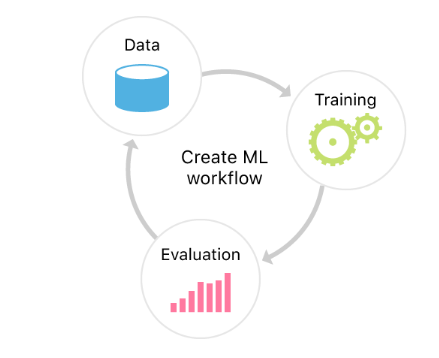 Data
Training
Create ML
workflow
Evaluation